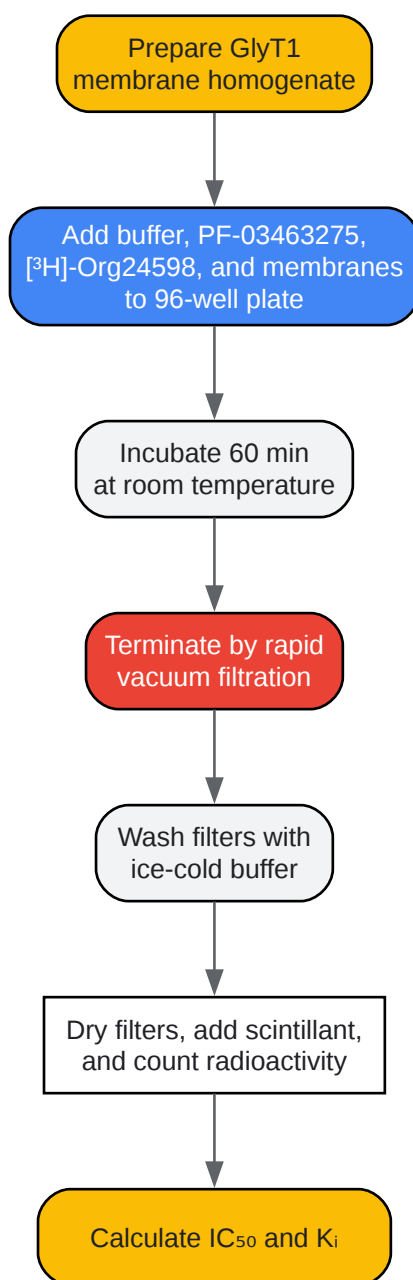 Prepare GlyT1
membrane homogenate
Add buffer, PF-03463275,
[³H]-Org24598, and membranes
to 96-well plate
Incubate 60 min
at room temperature
Terminate by rapid
vacuum filtration
Wash filters with
ice-cold buffer
Dry filters, add scintillant,
and count radioactivity
Calculate IC₅₀ and Kᵢ